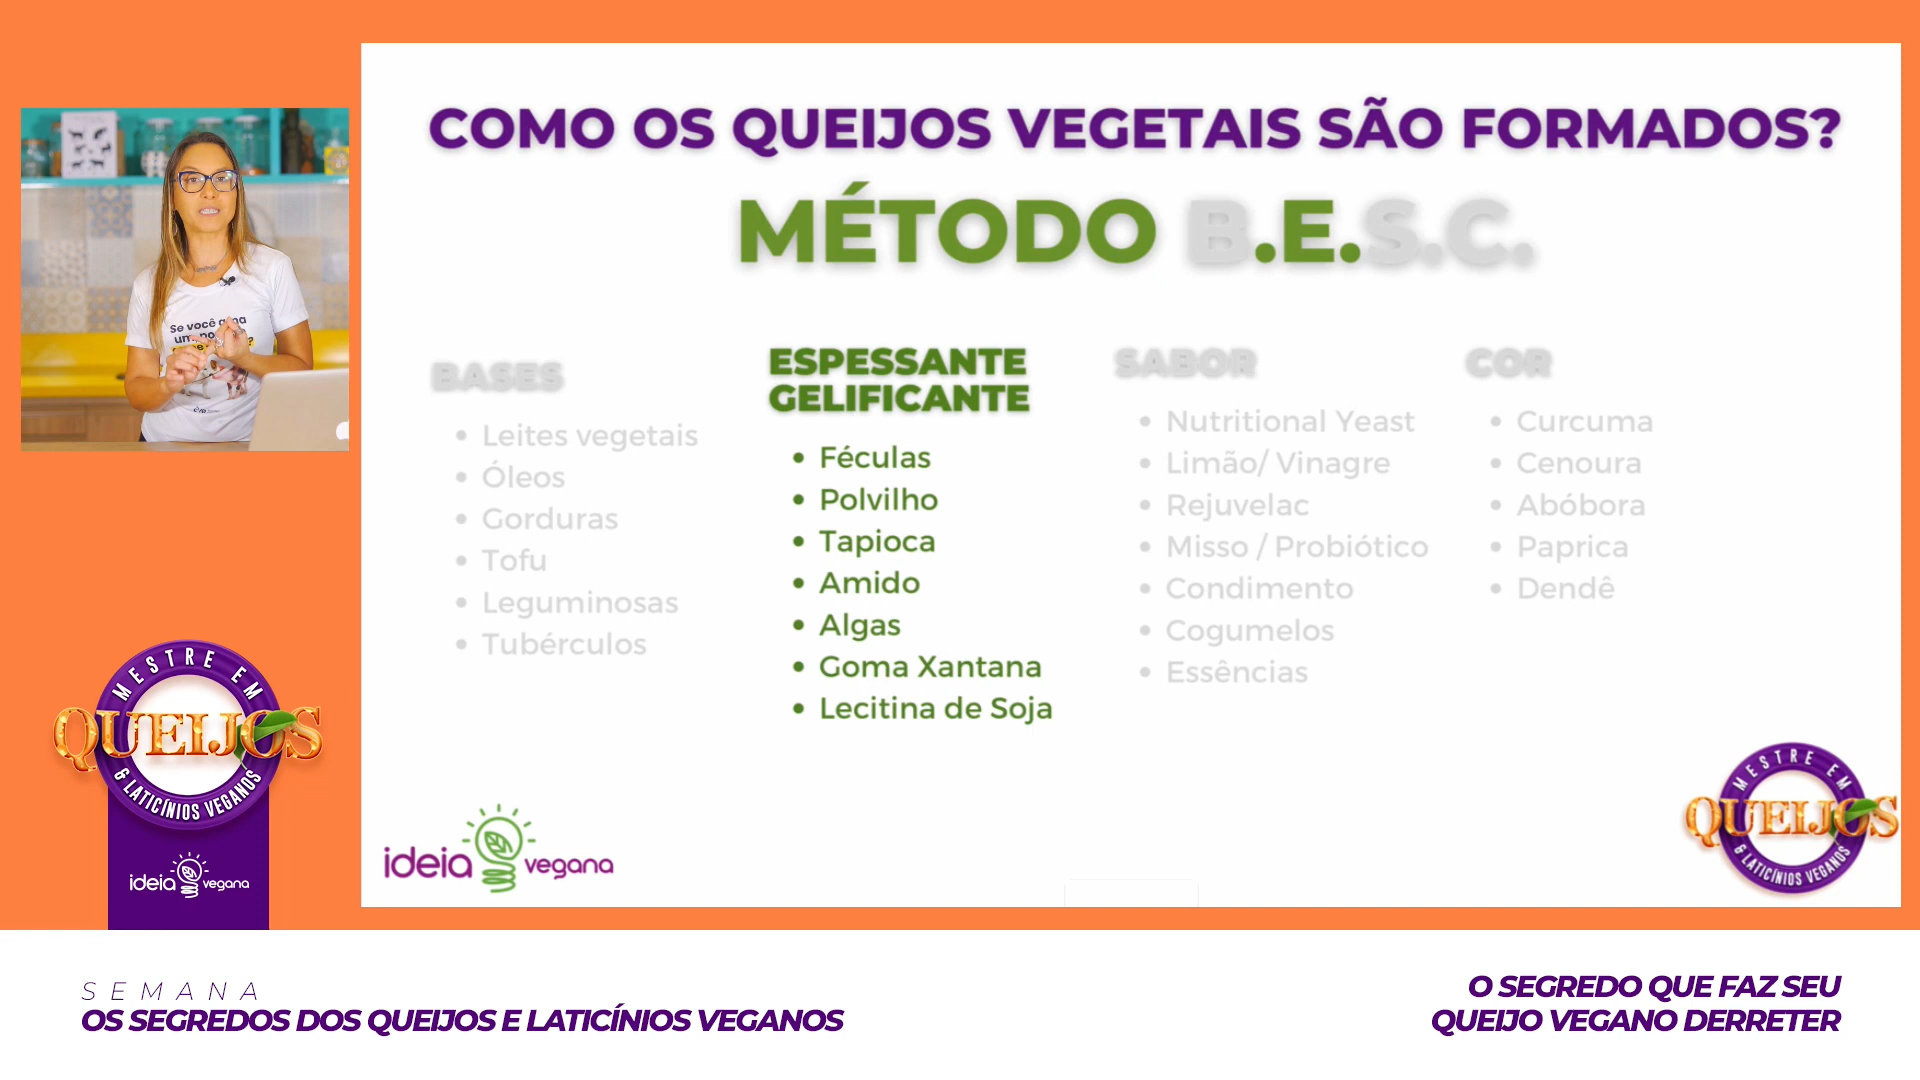 COMO OS QUEIJOS VEGETAIS SÃO FORMADOS?
MÉTODO B.E.S.C.
BASES
Leites vegetais
Óleos
Gorduras
Tofu
Leguminosas
Tubérculos
ESPESSANTE
GELIFICANTE
Féculas
Polvilho
Tapioca
Amido
Algas
Goma Xantana
Lecitina de Soja
SABOR
Nutritional Yeast
Limão/ Vinagre
Rejuvelac
Misso / Probiótico
Condimento
Cogumelos
Essências
COR
Curcuma
Cenoura
Abóbora
Paprica
Dendê
Se você
MESTRE EM
QUEIJOS
& LATICÍNIOS VEGANOS
ideia vegana
ideia vegana
MESTRE EM
QUEIJOS
& LATICÍNIOS VEGANOS
SEMANA
OS SEGREDOS DOS QUEIJOS E LATICÍNIOS VEGANOS
O SEGREDO QUE FAZ SEU
QUEIJO VEGANO DERRETER